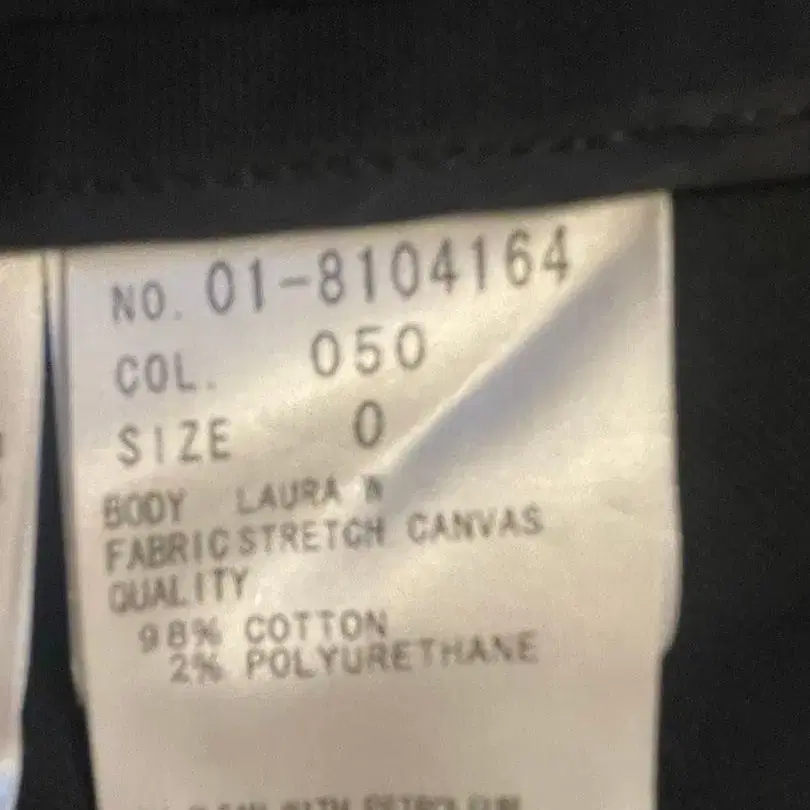 NO. 01-8104164
COL. 050
SIZE 0
BODY LAURA W
FABRIC STRETCH CANVAS
QUALITY
98% COTTON
2% POLYURETHANE